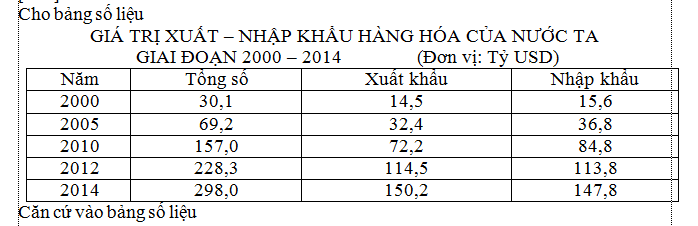 Cho bảng số liệu
GIÁ TRỊ XUẤT – NHẬP KHẨU HÀNG HÓA CỦA NƯỚC TA
GIAI ĐOẠN 2000 – 2014 (Đơn vị: Tỷ USD)
Năm Tổng số Xuất khẩu Nhập khẩu
2000 30,1 14,5 15,6
2005 69,2 32,4 36,8
2010 157,0 72,2 84,8
2012 228,3 114,5 113,8
2014 298,0 150,2 147,8
Căn cứ vào bảng số liệu